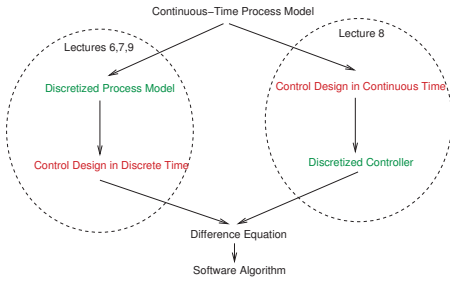 Continuous-Time Process Model
Lectures 6,7,9
Lecture 8
Discretized Process Model
Control Design in Continuous Time
Control Design in Discrete Time
Discretized Controller
Difference Equation
Software Algorithm